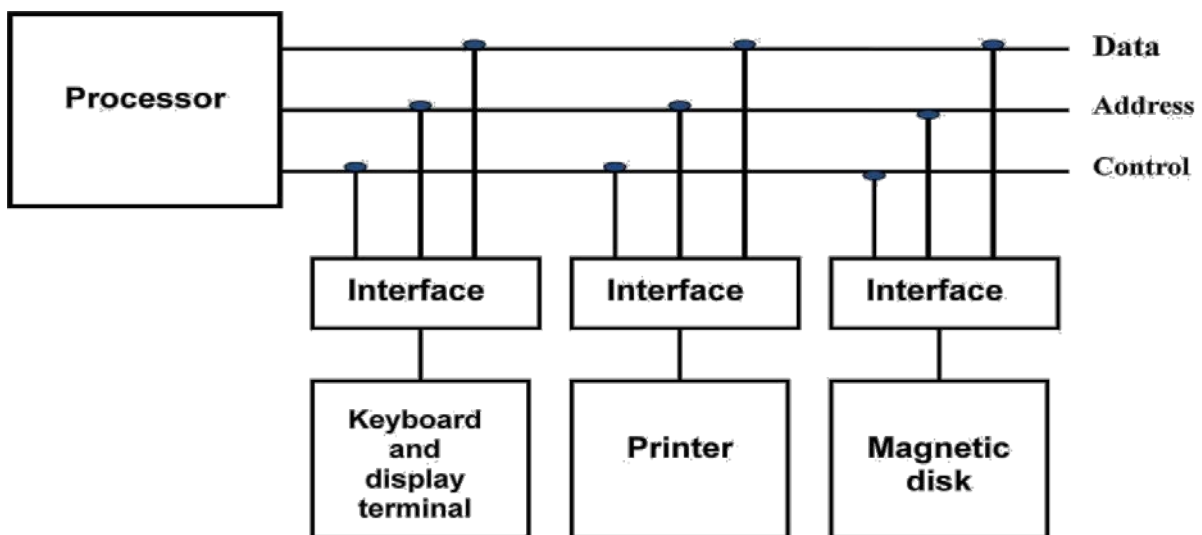 Processor
Data
Address
Control
Interface
Interface
Interface
Keyboard
and
display
terminal
Printer
Magnetic
disk